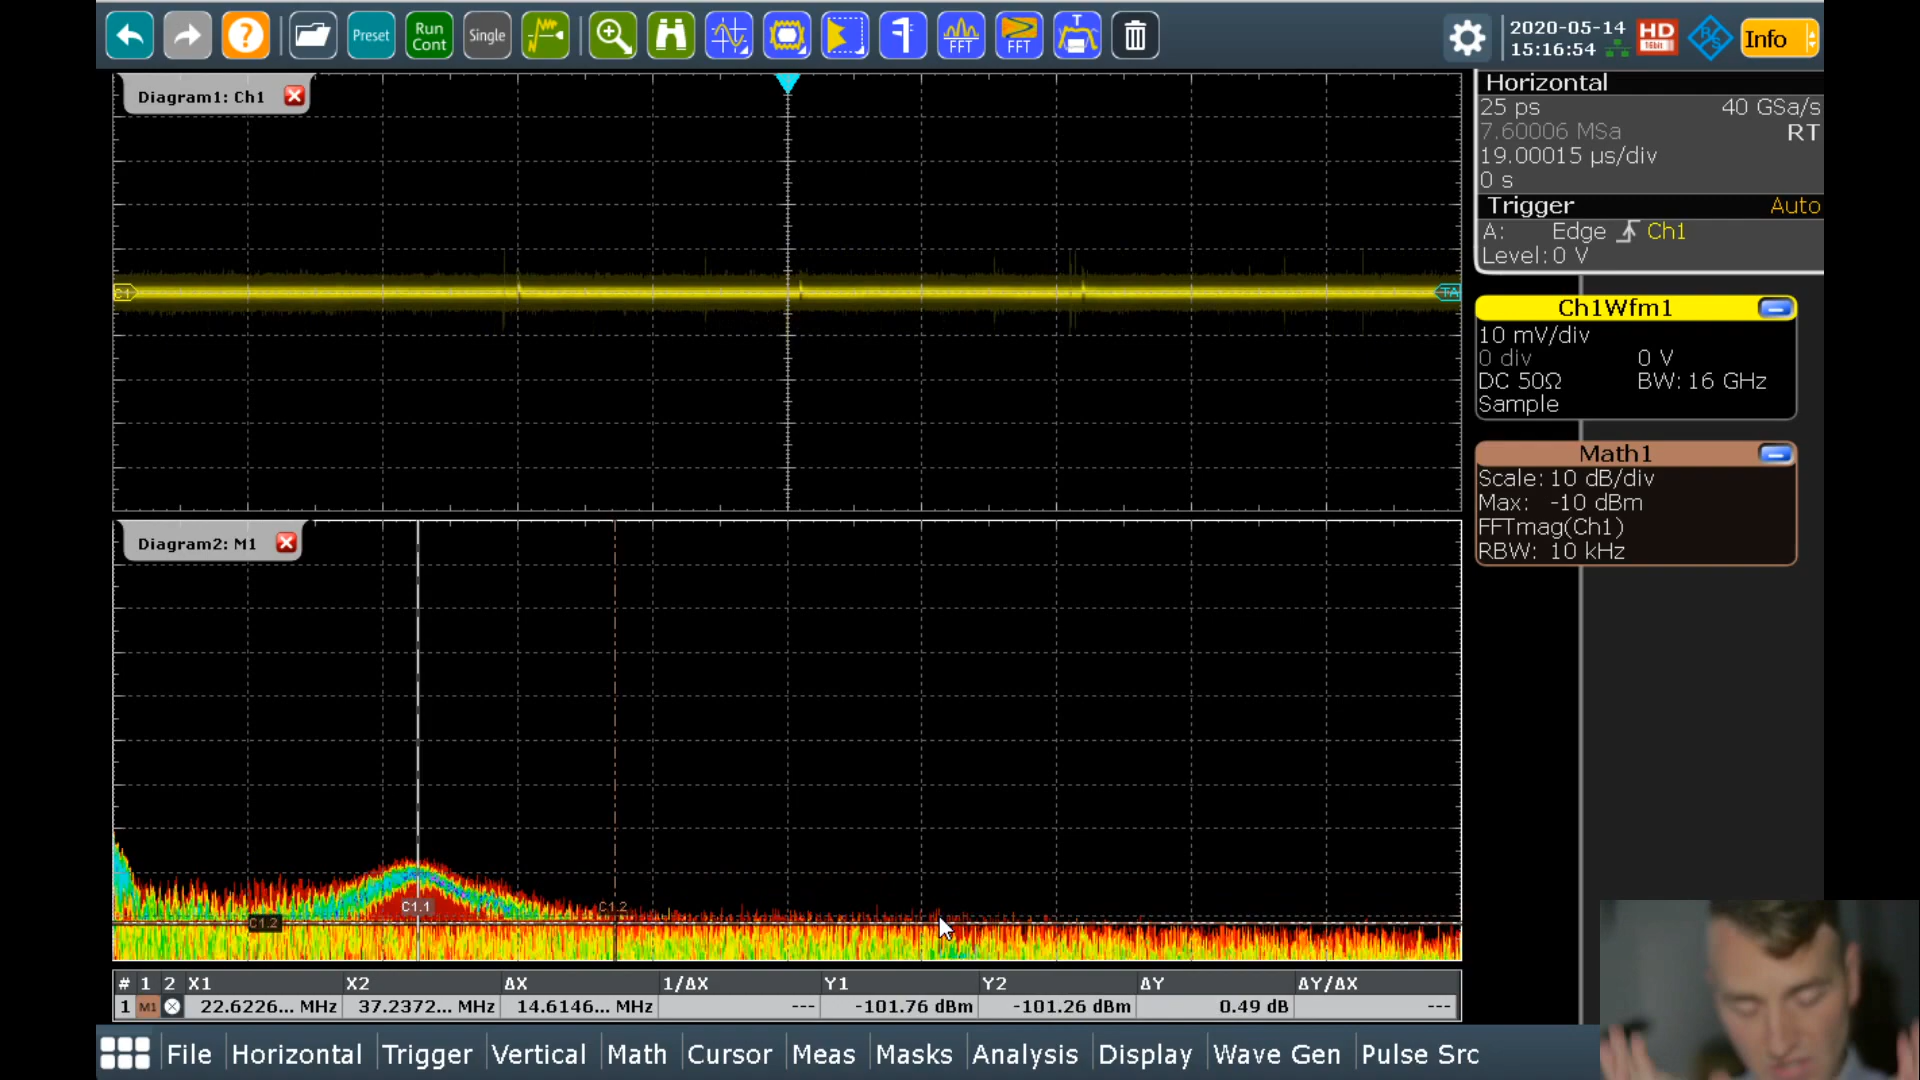 Preset
Run
Cont
Single
FFT
FFT
T
2020-05-14
15:16:54
HD
16bit
R&S
Info
Diagram1: Ch1
C1
TA
Horizontal
25 ps 40 GSa/s
7.60006 MSa RT
19.00015 µs/div
0 s
Trigger Auto
A: Edge Ch1
Level: 0 V
Ch1Wfm1
10 mV/div
0 div 0 V
DC 50Ω BW: 16 GHz
Sample
Math1
Scale: 10 dB/div
Max: -10 dBm
FFTmag(Ch1)
RBW: 10 kHz
Diagram2: M1
C1.1
C1.2
C1.2
# 1 2 X1 X2 ΔX 1/ΔX Y1 Y2 ΔY ΔY/ΔX
1 M1 22.6226... MHz 37.2372... MHz 14.6146... MHz --- -101.76 dBm -101.26 dBm 0.49 dB ---
File Horizontal Trigger Vertical Math Cursor Meas Masks Analysis Display Wave Gen Pulse Src